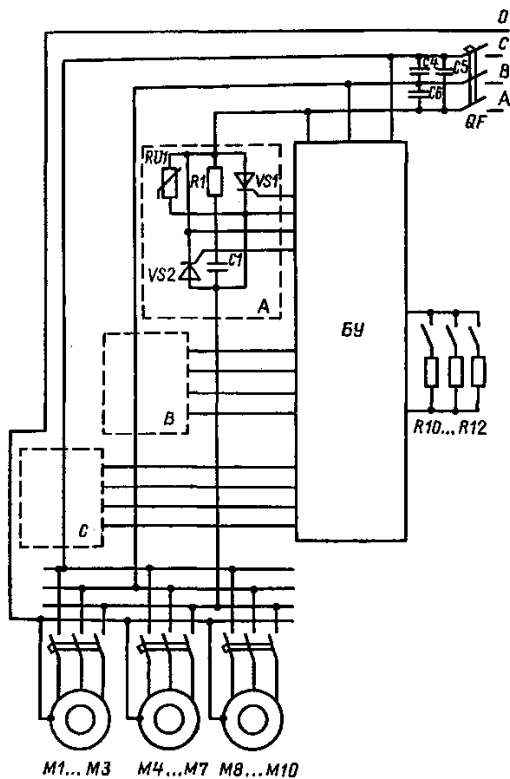 0
C
B
A
C4
C5
C6
QF
RU1
R1
VS1
VS2
C1
A
БУ
B
R10...R12
C
M1...M3
M4...M7
M8...M10